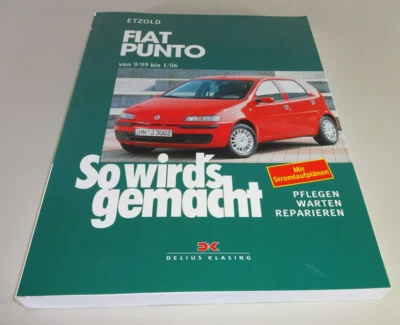 ETZOLD
FIAT
PUNTO
von 9/99 bis 1/06
HN·J 3002
So wird's
gemacht
Mit
Stromlaufplänen
PFLEGEN
WARTEN
REPARIEREN
DELIUS KLASING